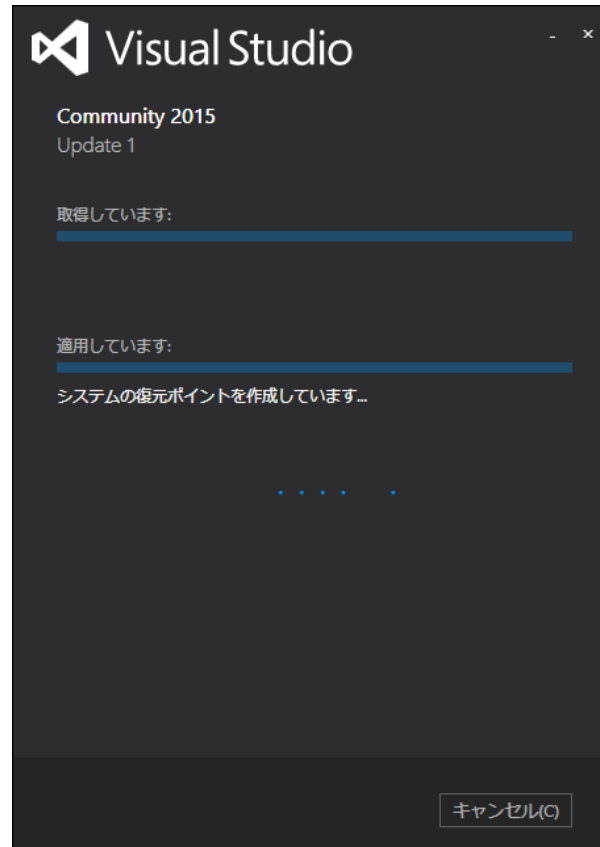 Visual Studio
Community 2015
Update 1
取得しています:
適用しています:
システムの復元ポイントを作成しています...
キャンセル(C)